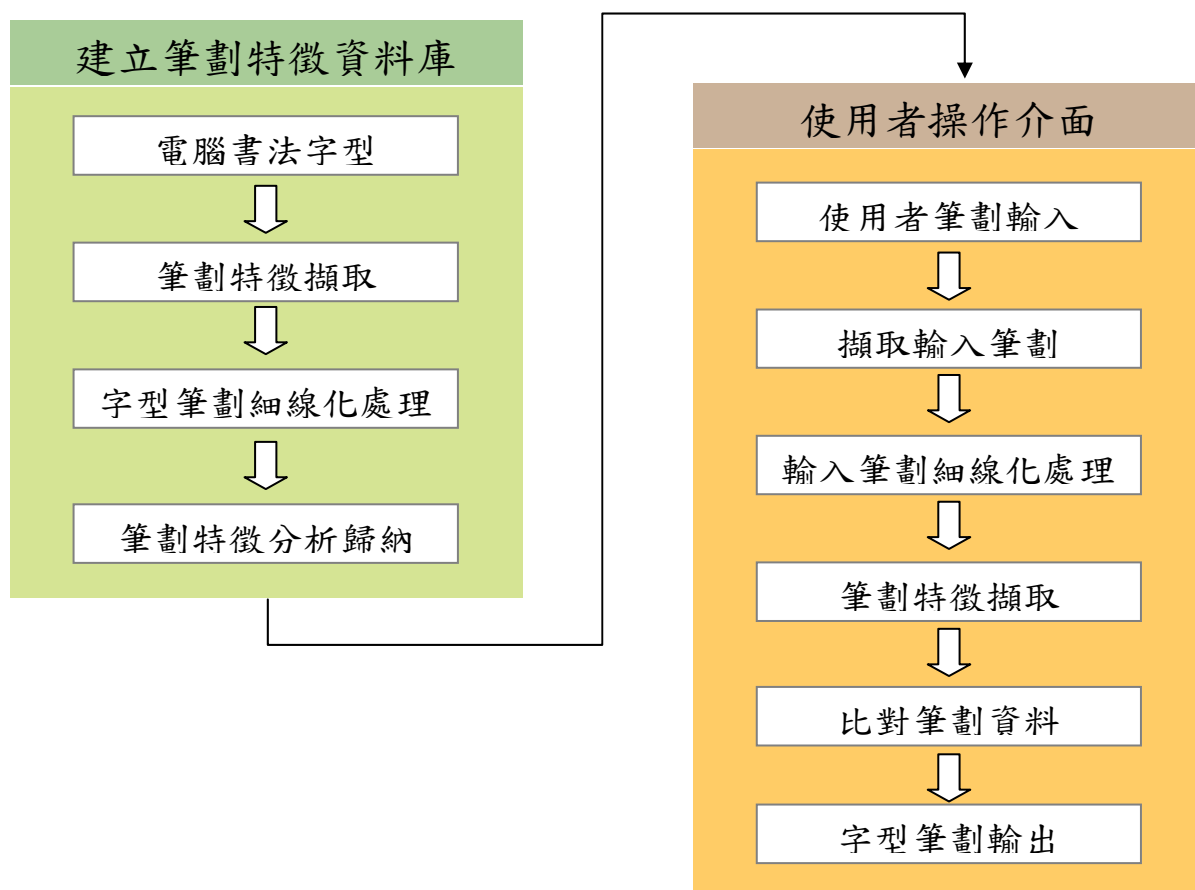 建立筆劃特徵資料庫
電腦書法字型
筆劃特徵擷取
字型筆劃細線化處理
筆劃特徵分析歸納
使用者操作介面
使用者筆劃輸入
擷取輸入筆劃
輸入筆劃細線化處理
筆劃特徵擷取
比對筆劃資料
字型筆劃輸出